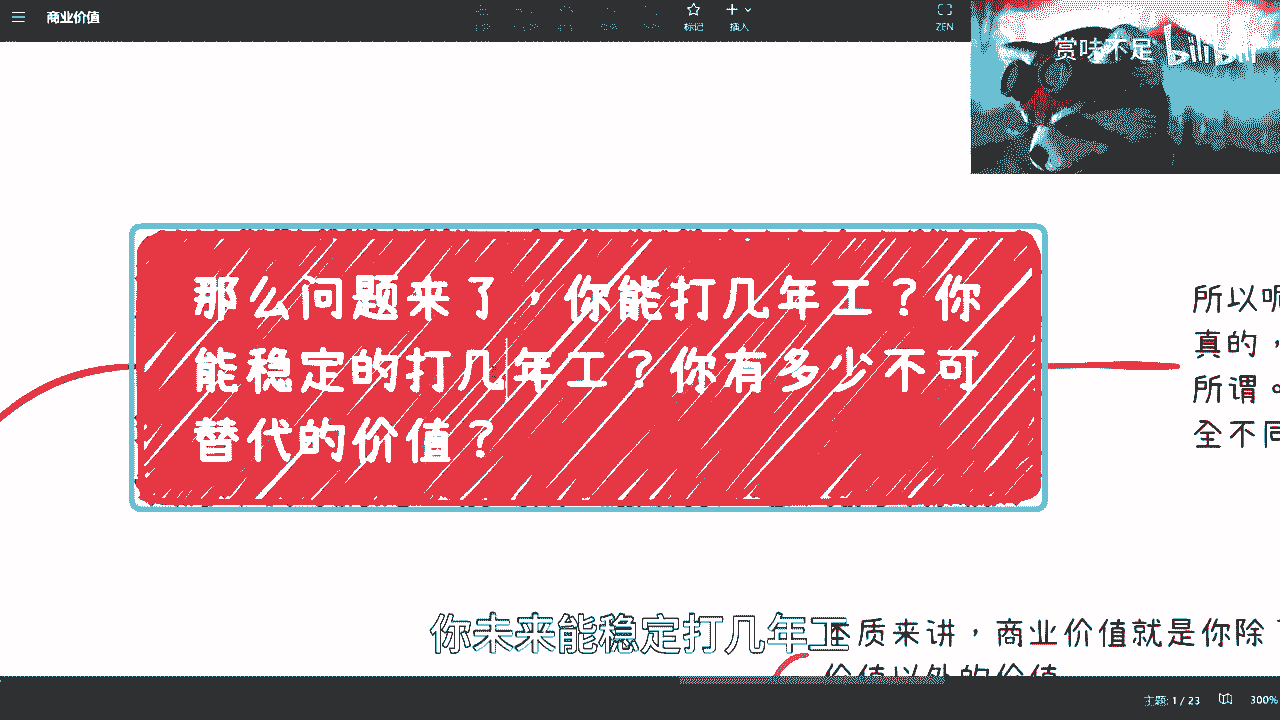 商业价值
标记
插入
ZEN
赏味不足 bilibili
那么问题来了，你能打几年工？你
能稳定的打几年工？你有多少不可
替代的价值？
所以呢
真的，
所谓。
全不同
你未来能稳定打几年工
质来讲，商业价值就是你除了
价值以外的价值
主题: 1 / 23
300%